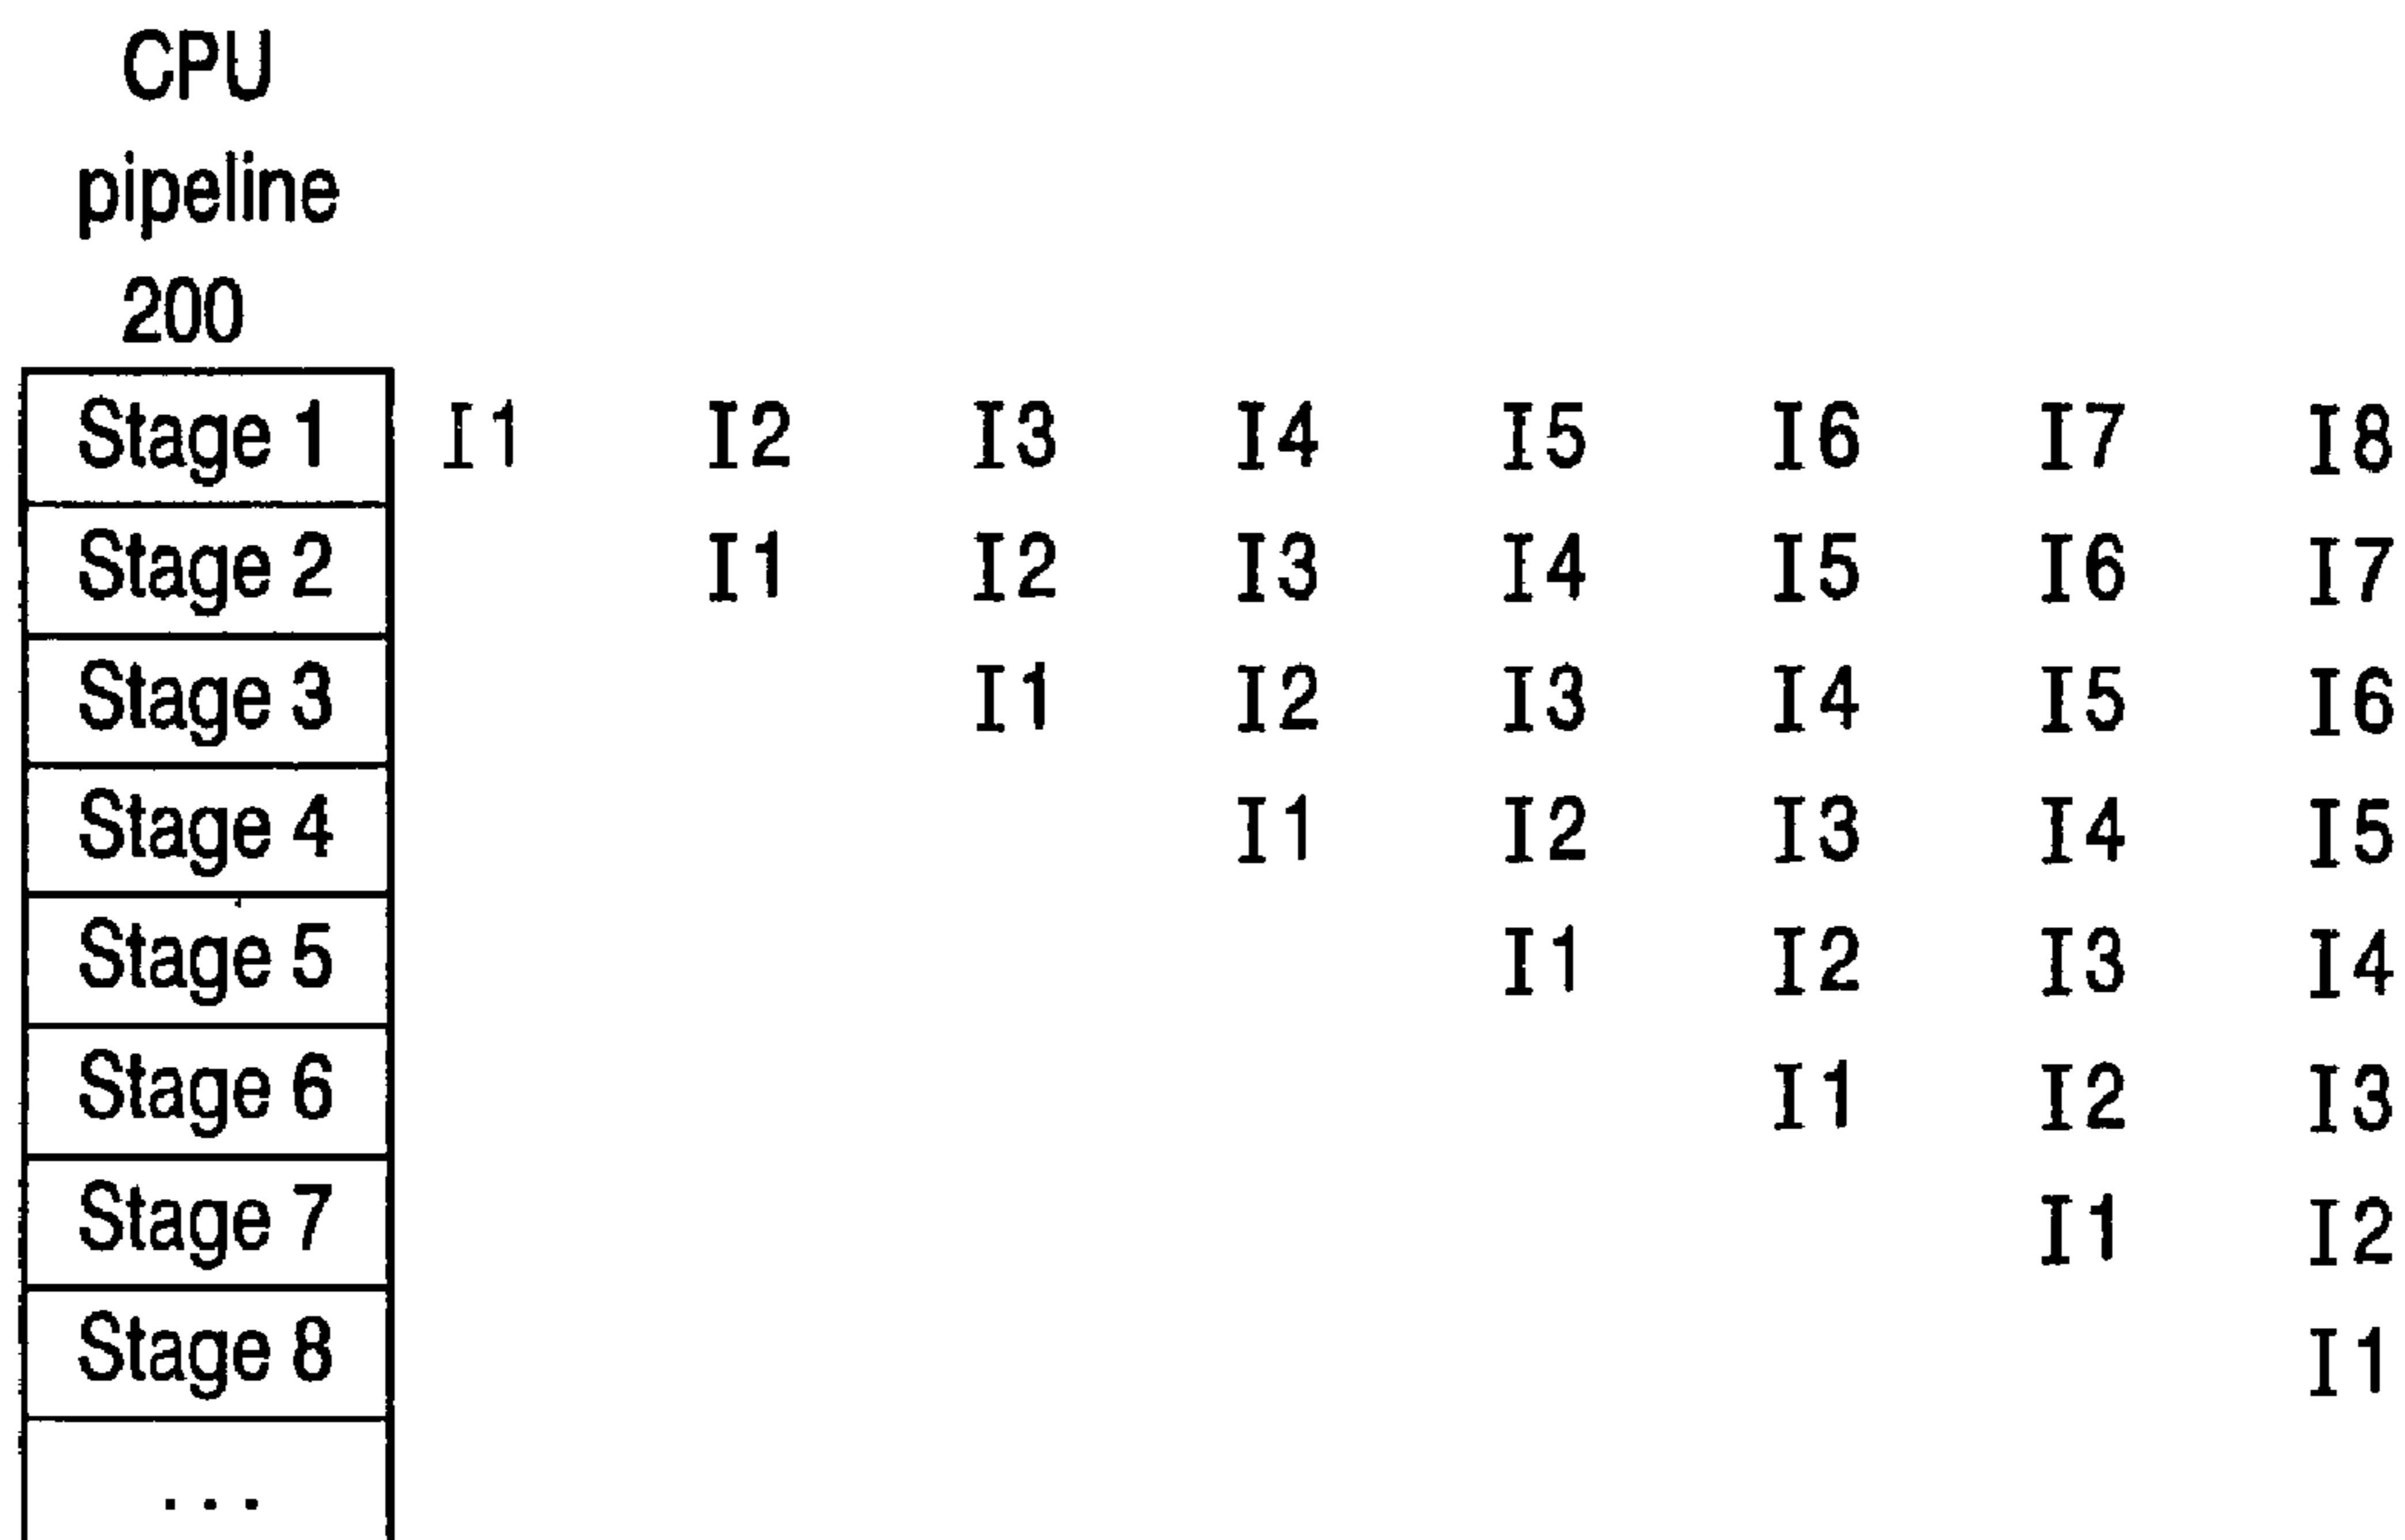 CPU
pipeline
200
Stage 1 I1 I2 I3 I4 I5 I6 I7 I8
Stage 2 I1 I2 I3 I4 I5 I6 I7
Stage 3 I1 I2 I3 I4 I5 I6
Stage 4 I1 I2 I3 I4 I5
Stage 5 I1 I2 I3 I4
Stage 6 I1 I2 I3
Stage 7 I1 I2
Stage 8 I1
...